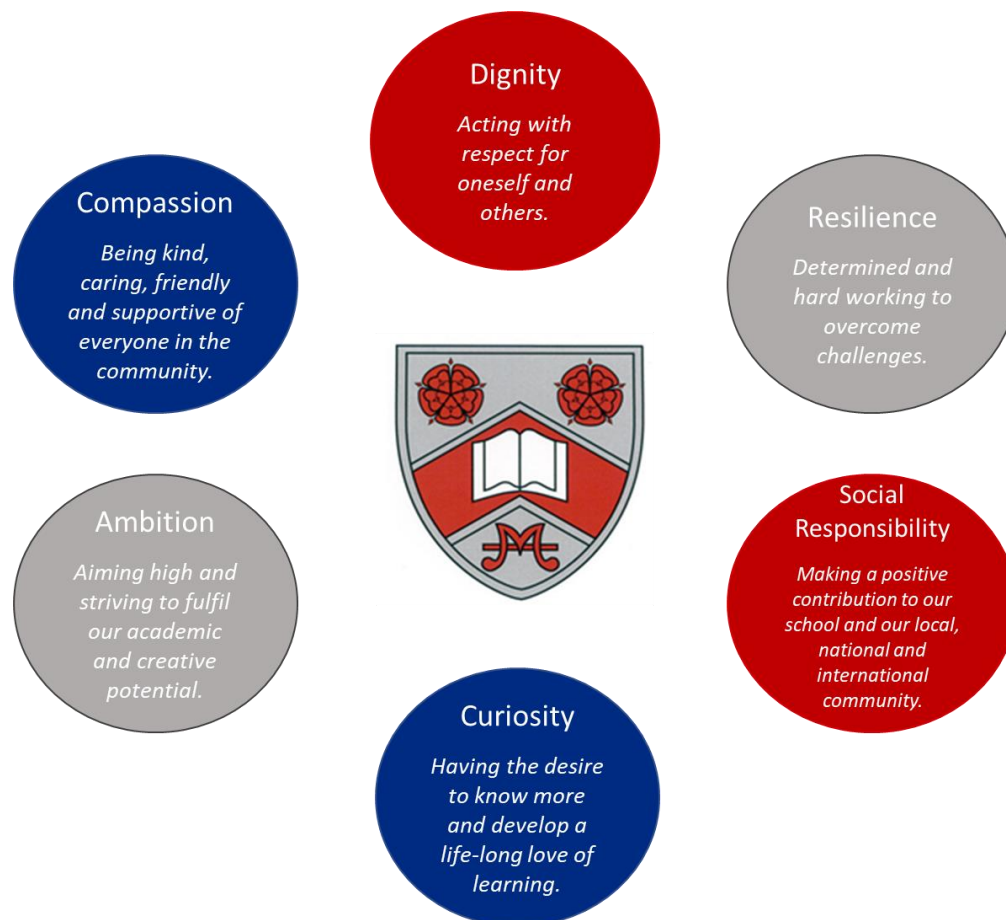 Dignity
Acting with
respect for
oneself and
others.
Compassion
Being kind,
caring, friendly
and supportive of
everyone in the
community.
Resilience
Determined and
hard working to
overcome
challenges.
Ambition
Aiming high and
striving to fulfil
our academic
and creative
potential.
Social
Responsibility
Making a positive
contribution to our
school and our local,
national and
international
community.
Curiosity
Having the desire
to know more
and develop a
life-long love of
learning.